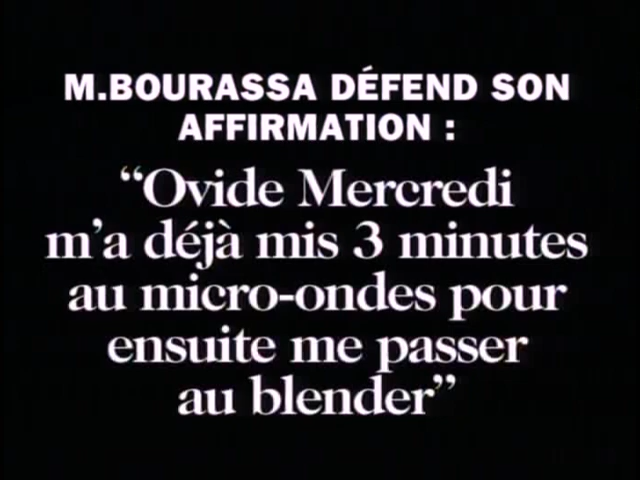 M.BOURASSA DÉFEND SON
AFFIRMATION :
“Ovide Mercredi
m’a déjà mis 3 minutes
au micro-ondes pour
ensuite me passer
au blender”